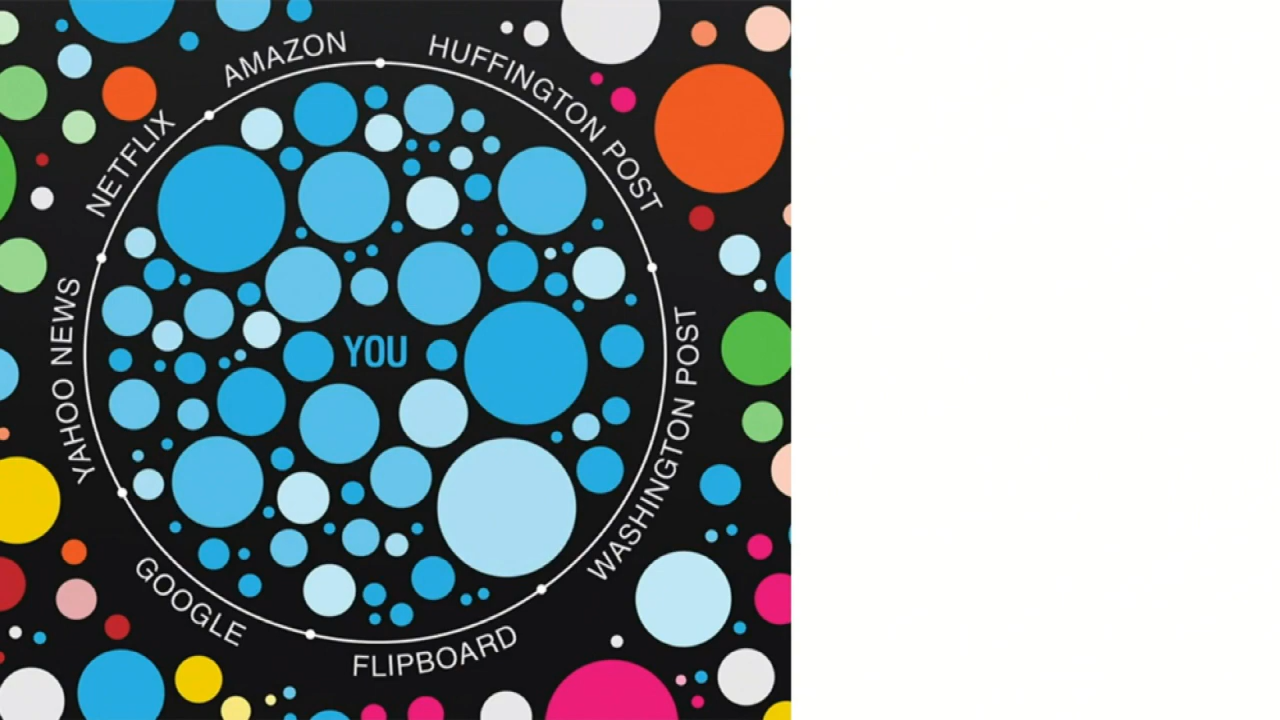 AMAZON
HUFFINGTON POST
NETFLIX
YAHOO NEWS
YOU
WASHINGTON POST
GOOGLE
FLIPBOARD